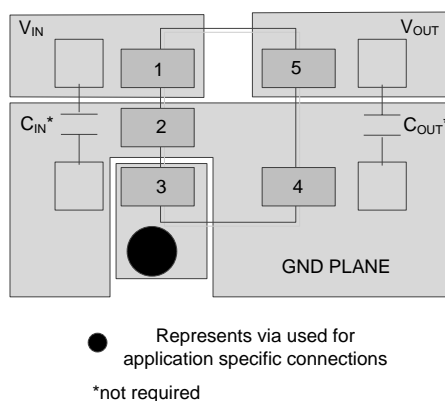 VIN
VOUT
1
5
CIN*
2
COUT*
3
4
GND PLANE
Represents via used for
application specific connections
*not required